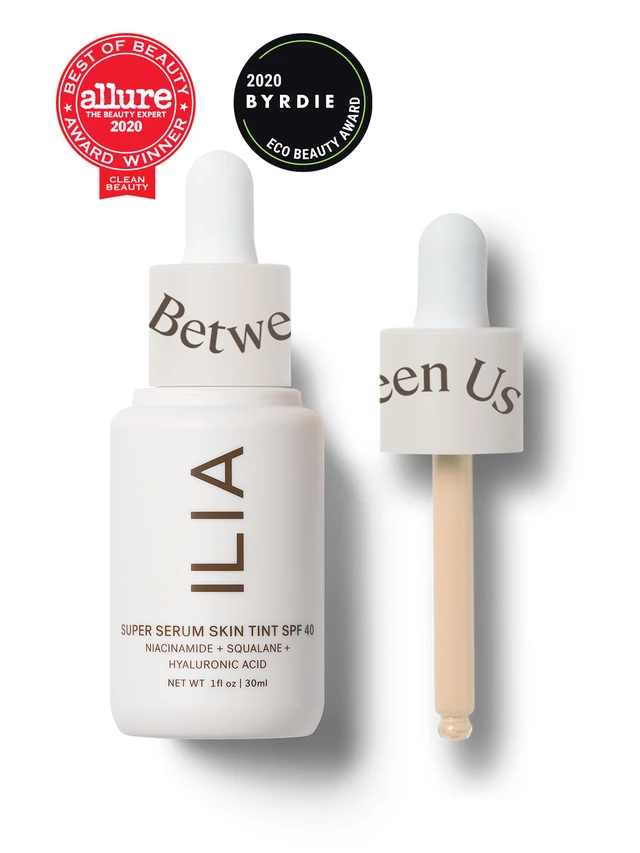 BEST OF BEAUTY
allure
THE BEAUTY EXPERT
2020
AWARD WINNER
CLEAN
BEAUTY
2020
BYRDIE
ECO BEAUTY AWARD
Betwe
een Us
ILIA
SUPER SERUM SKIN TINT SPF 40
NIACINAMIDE + SQUALANE +
HYALURONIC ACID
NET WT 1fl oz | 30ml